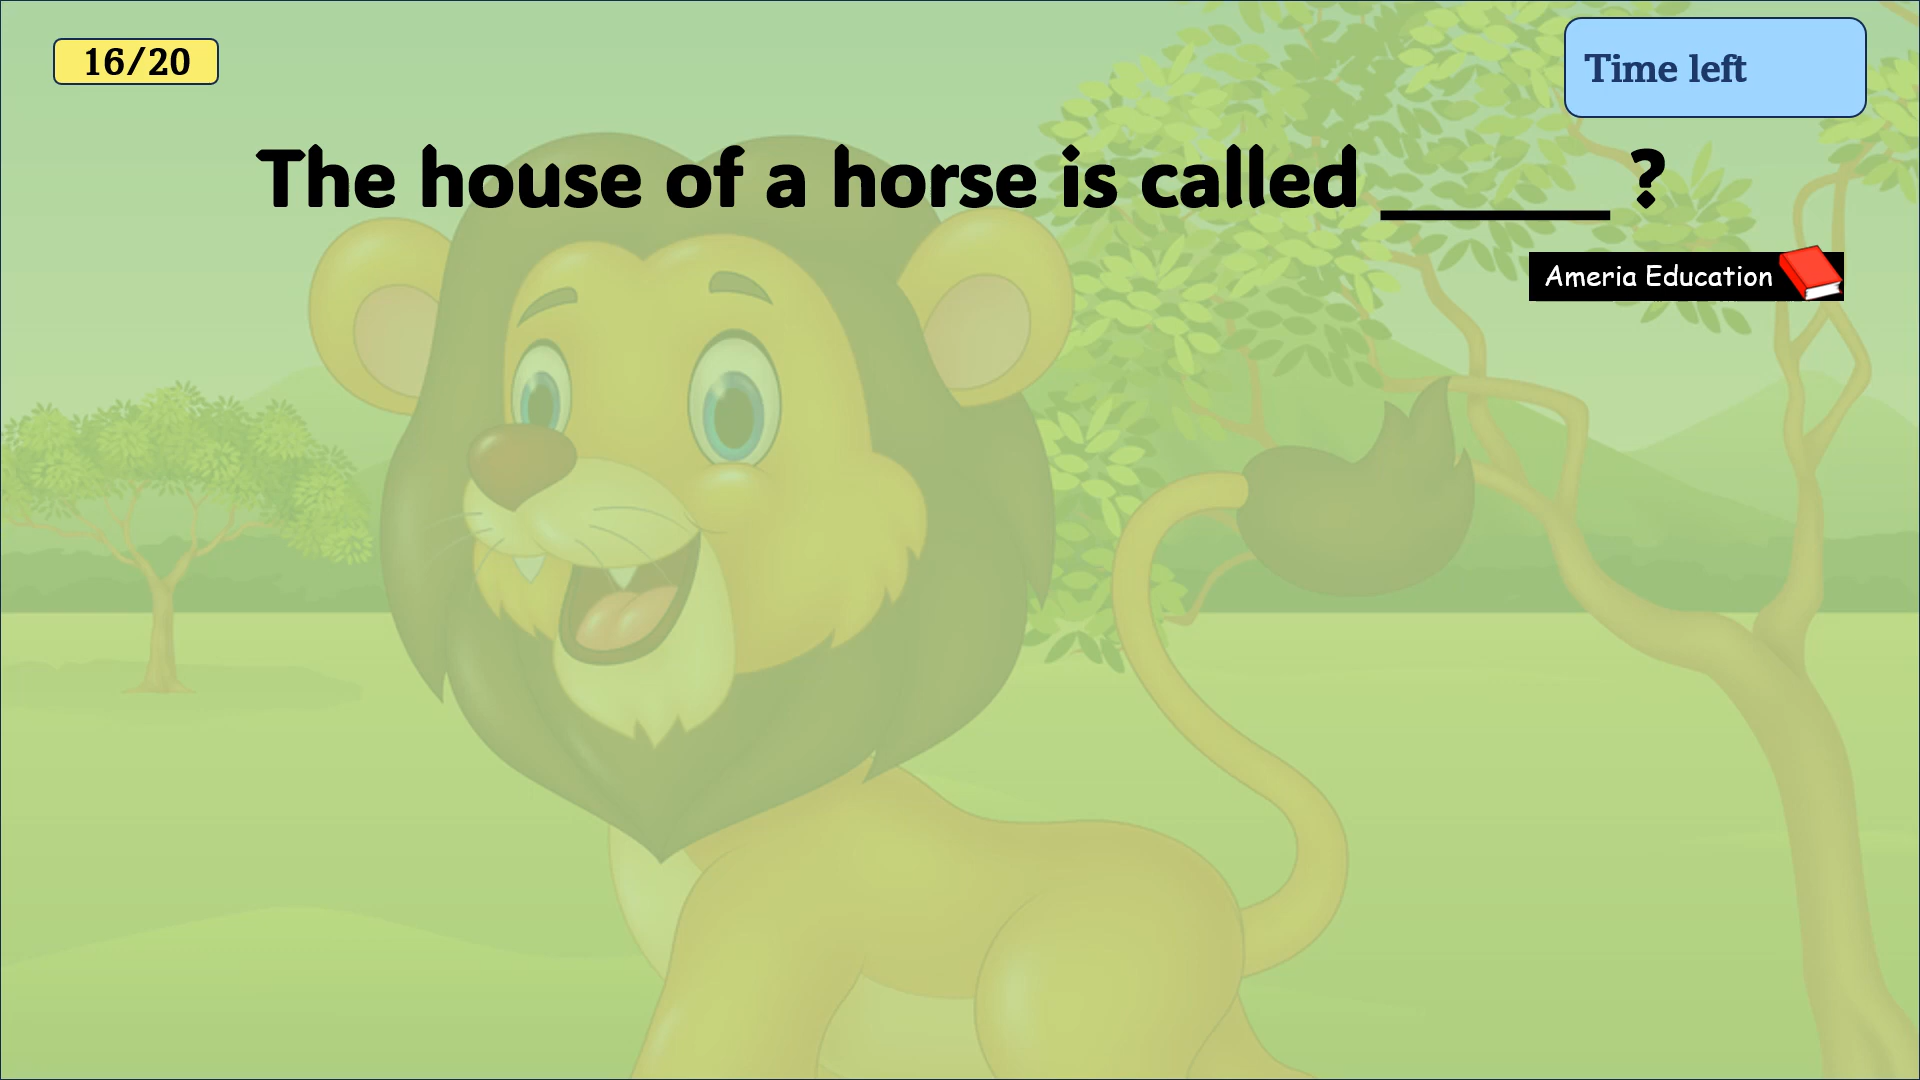 16/20
Time left
The house of a horse is called ______ ?
Ameria Education